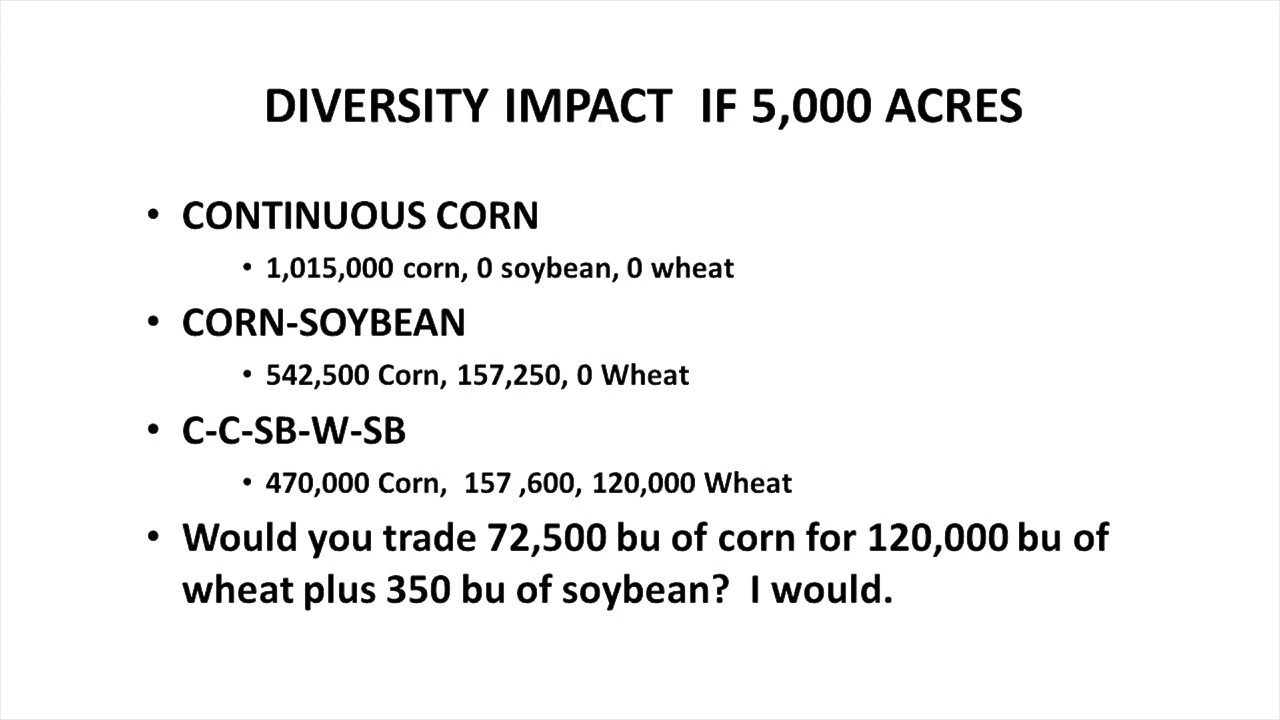 DIVERSITY IMPACT  IF 5,000 ACRES
• CONTINUOUS CORN
• 1,015,000 corn, 0 soybean, 0 wheat
• CORN-SOYBEAN
• 542,500 Corn, 157,250, 0 Wheat
• C-C-SB-W-SB
• 470,000 Corn,  157 ,600, 120,000 Wheat
• Would you trade 72,500 bu of corn for 120,000 bu of
wheat plus 350 bu of soybean?  I would.